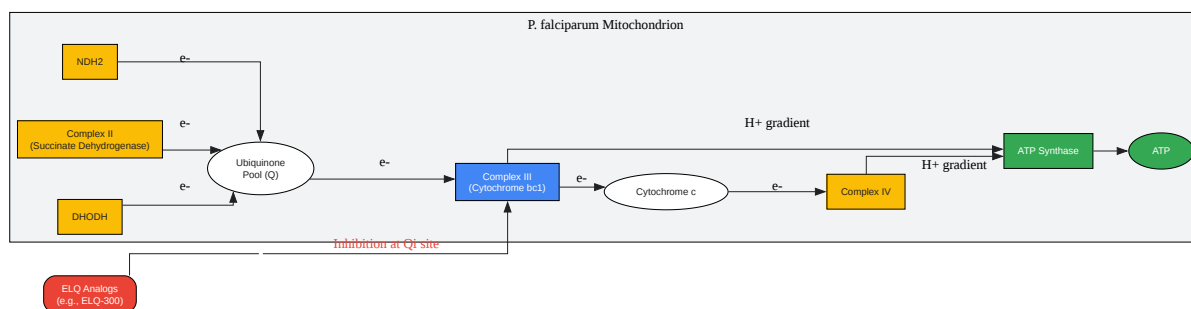 P. falciparum Mitochondrion
NDH2
e-
Complex II
(Succinate Dehydrogenase)
e-
Ubiquinone
Pool (Q)
e-
DHODH
e-
Complex III
(Cytochrome bc1)
e-
Cytochrome c
e-
Complex IV
H+ gradient
H+ gradient
ATP Synthase
ATP
Inhibition at Qi site
ELQ Analogs
(e.g., ELQ-300)